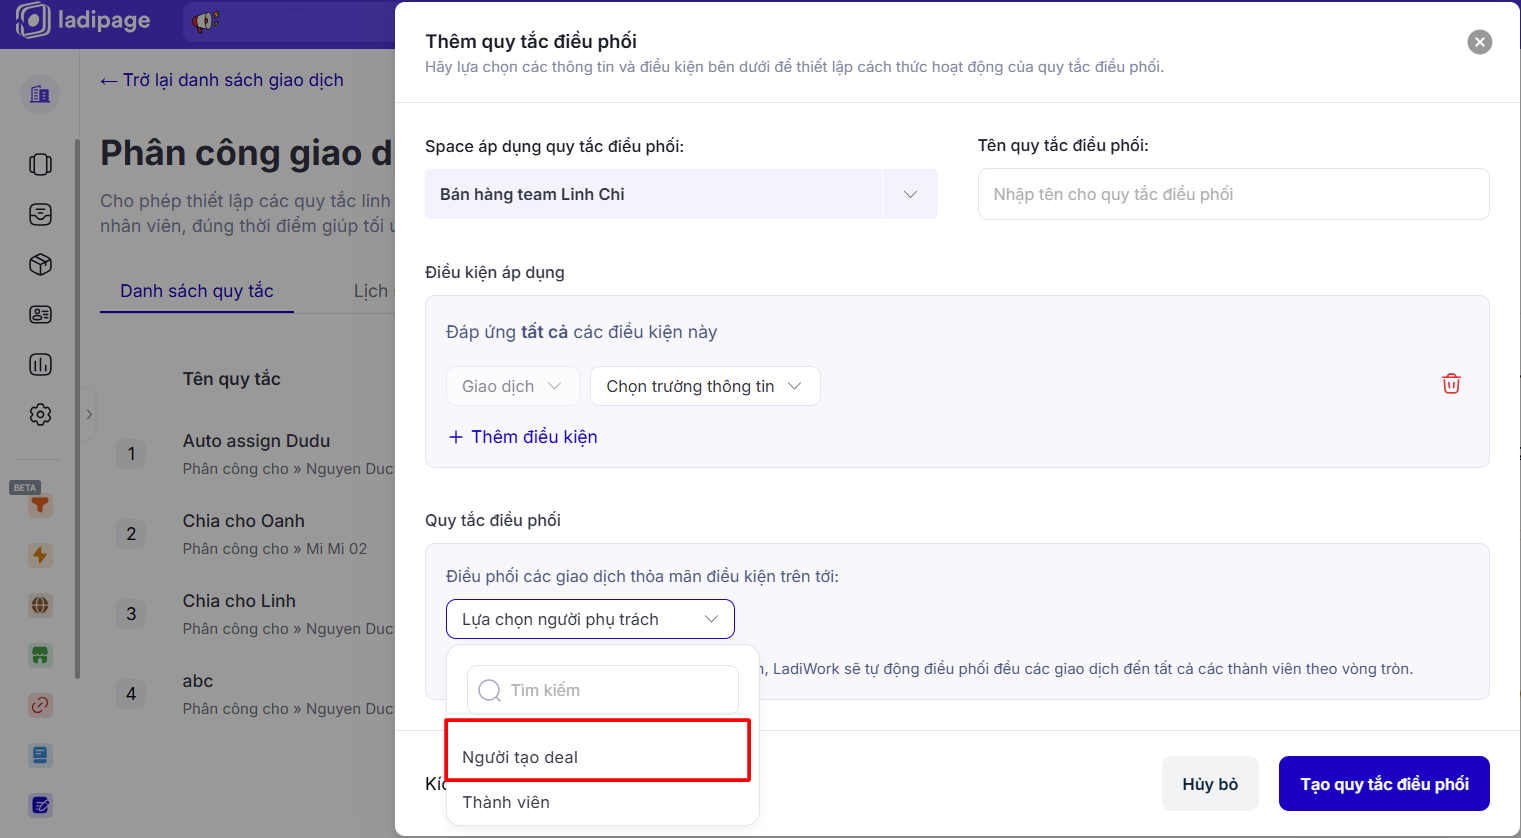 ladipage
← Trở lại danh sách giao dịch
Phân công giao d
Cho phép thiết lập các quy tắc linh
nhân viên, đúng thời điểm giúp tối
Danh sách quy tắc
Lịch
Tên quy tắc
1
Auto assign Dudu
Phân công cho » Nguyen Duc
BETA
2
Chia cho Oanh
Phân công cho » Mi Mi 02
3
Chia cho Linh
Phân công cho » Nguyen Duc
4
abc
Phân công cho » Nguyen Duc
Thêm quy tắc điều phối
Hãy lựa chọn các thông tin và điều kiện bên dưới để thiết lập cách thức hoạt động của quy tắc điều phối.
Space áp dụng quy tắc điều phối:
Bán hàng team Linh Chi
Tên quy tắc điều phối:
Nhập tên cho quy tắc điều phối
Điều kiện áp dụng
Đáp ứng tất cả các điều kiện này
Giao dịch
Chọn trường thông tin
+ Thêm điều kiện
Quy tắc điều phối
Điều phối các giao dịch thỏa mãn điều kiện trên tới:
Lựa chọn người phụ trách
, LadiWork sẽ tự động điều phối đều các giao dịch đến tất cả các thành viên theo vòng tròn.
Tìm kiếm
Người tạo deal
Thành viên
Hủy bỏ
Tạo quy tắc điều phối